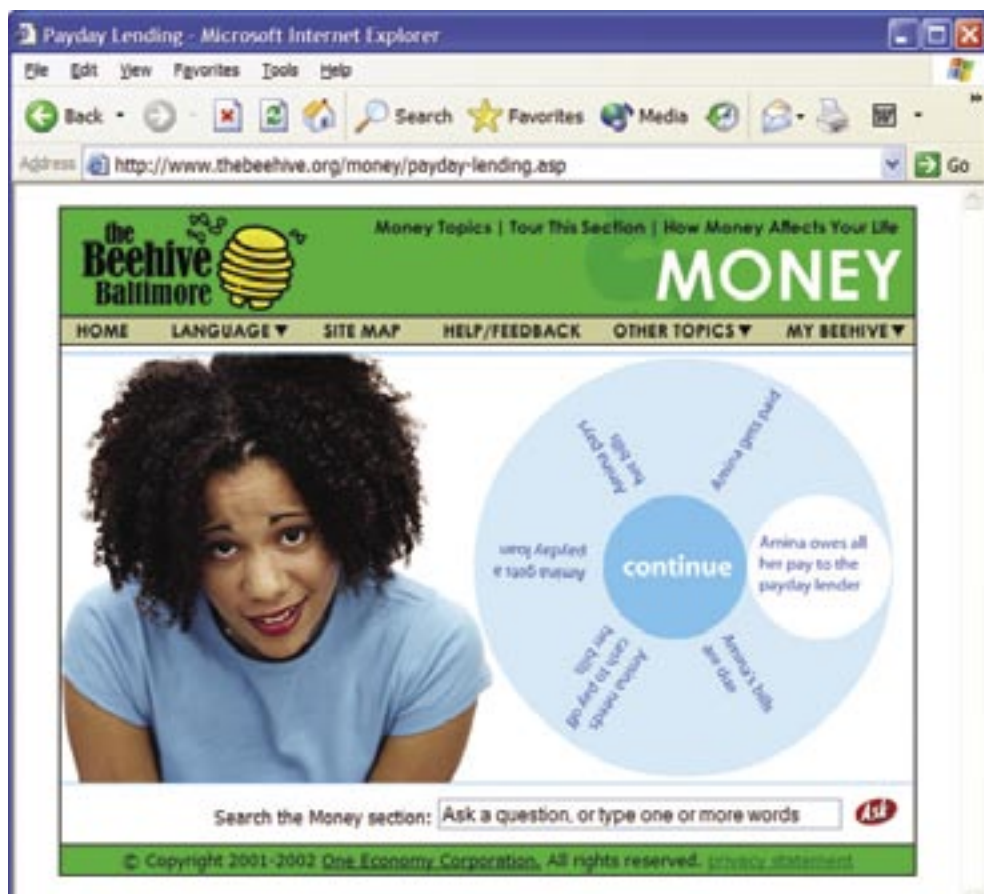 Payday Lending - Microsoft Internet Explorer
File Edit View Favorites Tools Help
Back Search Favorites Media
Address http://www.thebeehive.org/money/payday-lending.asp Go
the
Beehive
Baltimore
Money Topics | Tour This Section | How Money Affects Your Life
MONEY
HOME LANGUAGE ▼ SITE MAP HELP/FEEDBACK OTHER TOPICS ▼ MY BEEHIVE ▼
Amina pays
her bills
Amina gets paid
Amina gets a
payday loan
continue
Amina owes all
her pay to the
payday lender
Amina needs
cash to pay off
her bills
Amina's bills
are due
Search the Money section: Ask a question, or type one or more words Ask
© Copyright 2001-2002 One Economy Corporation. All rights reserved. privacy statement